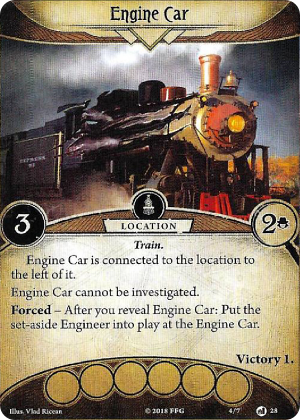 Engine Car
EXPRESS
3
LOCATION
2
Train.
Engine Car is connected to the location to
the left of it.
Engine Car cannot be investigated.
Forced – After you reveal Engine Car: Put the
set-aside Engineer into play at the Engine Car.
Victory 1.
Illus. Vlad Ricean
© 2018 FFG
4/7
28